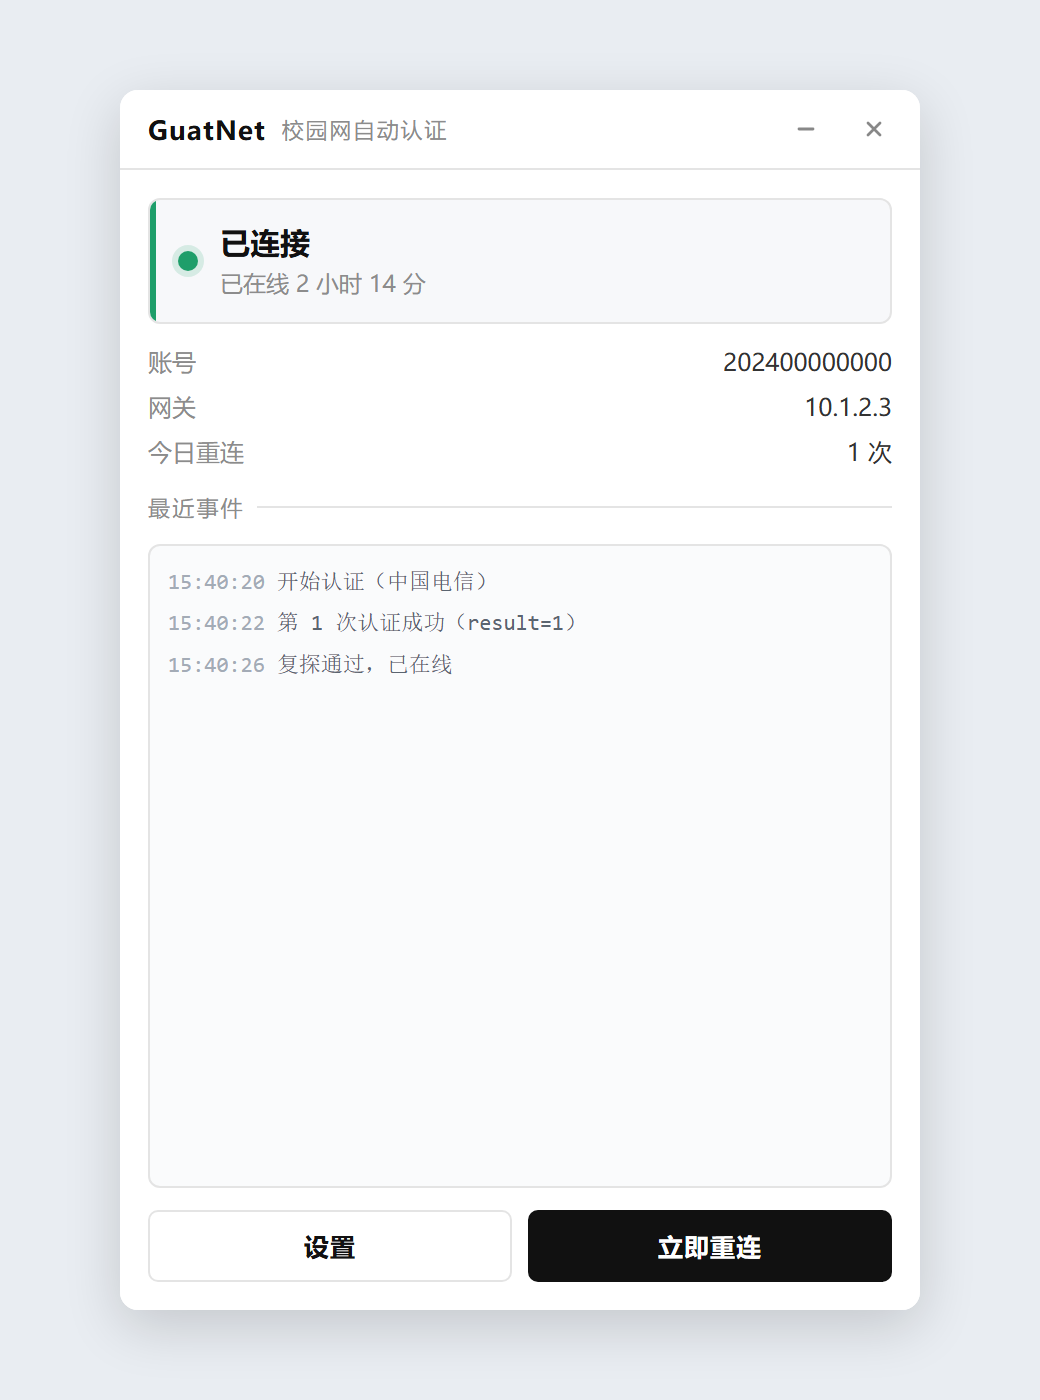 GuatNet 校园网自动认证
已连接
已在线 2 小时 14 分
账号 202400000000
网关 10.1.2.3
今日重连 1 次
最近事件
15:40:20 开始认证（中国电信）
15:40:22 第 1 次认证成功（result=1）
15:40:26 复探通过，已在线
设置 立即重连